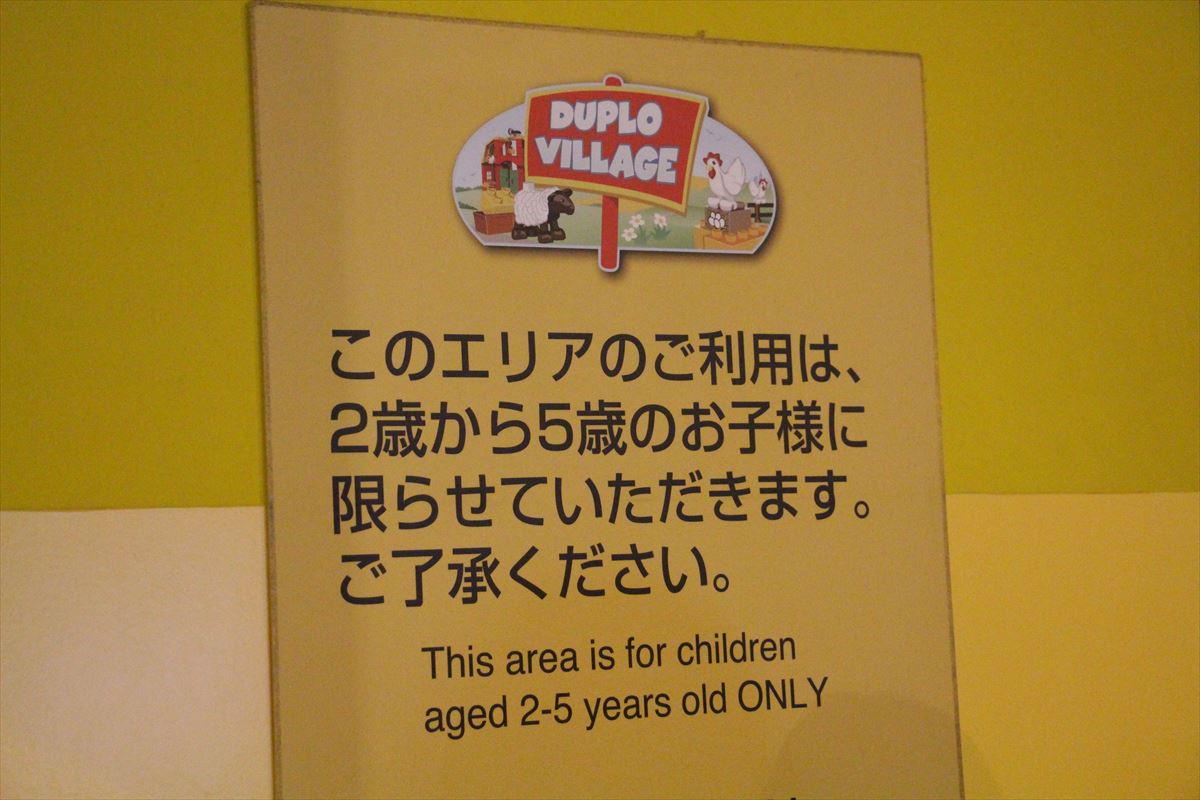 DUPLO
VILLAGE
このエリアのご利用は、
2歳から5歳のお子様に
限らせていただきます。
ご了承ください。
This area is for children
aged 2-5 years old ONLY